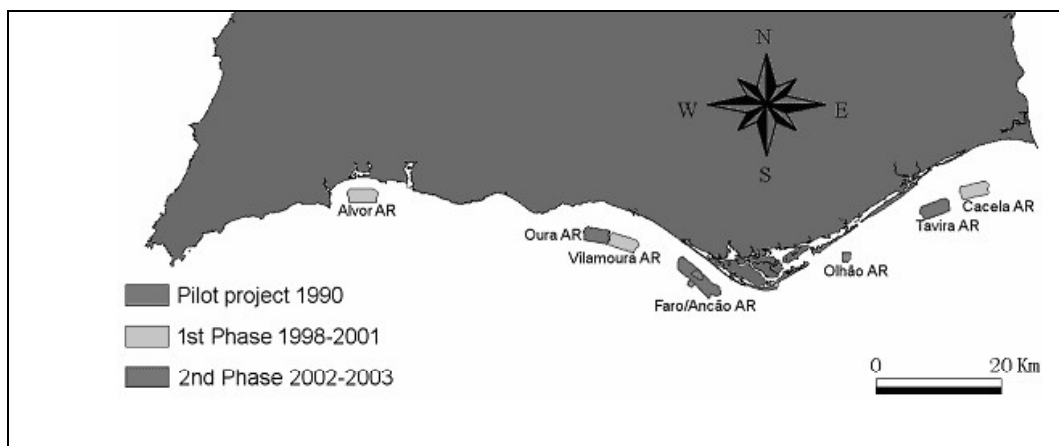 N
W
E
S
Alvor AR
Cacela AR
Tavira AR
Oura AR
Vilamoura AR
Olhão AR
Faro/Ancão AR
Pilot project 1990
1st Phase 1998-2001
2nd Phase 2002-2003
0
20 Km